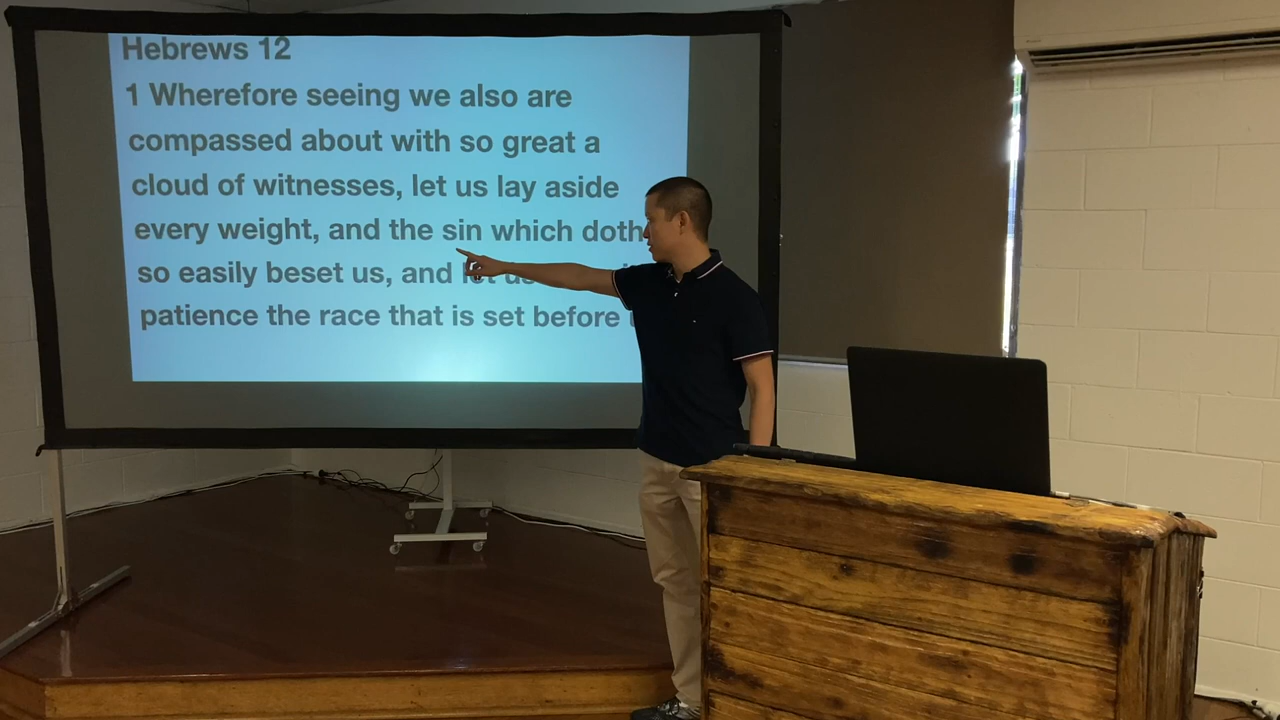 Hebrews 12
1 Wherefore seeing we also are
compassed about with so great a
cloud of witnesses, let us lay aside
every weight, and the sin which doth
so easily beset us, and let us
patience the race that is set before